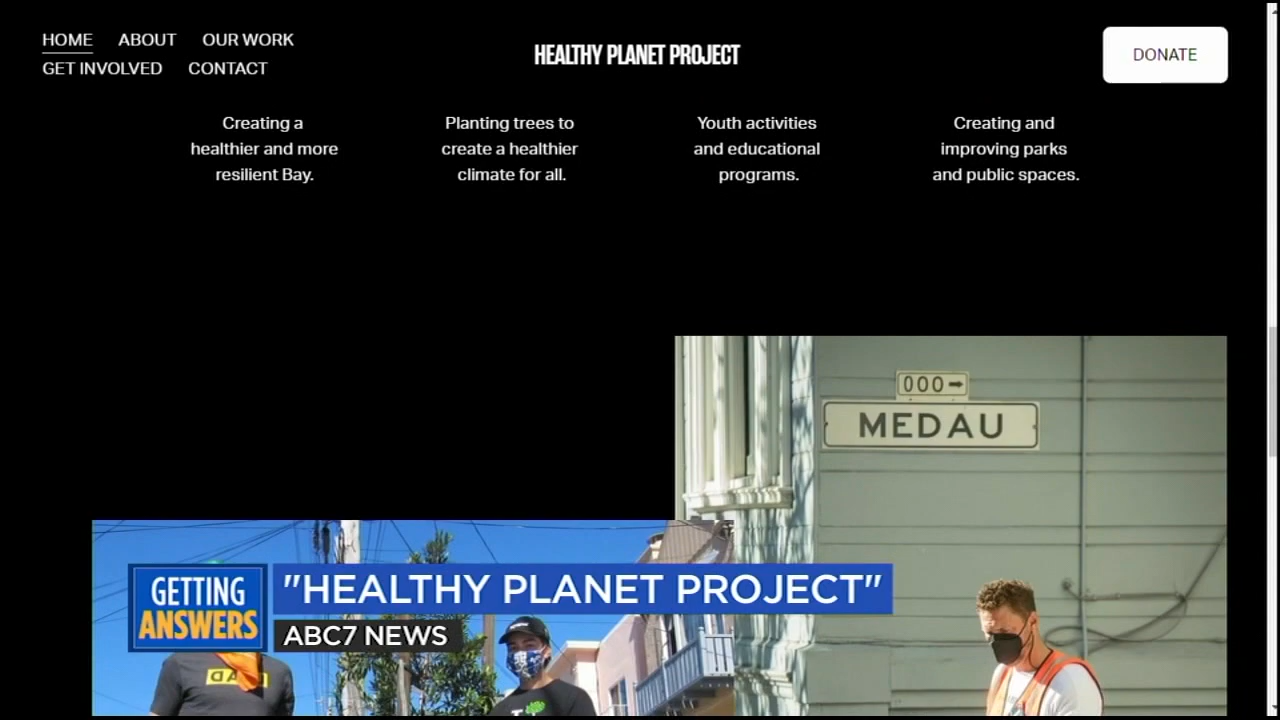 HOME ABOUT OUR WORK
GET INVOLVED CONTACT
HEALTHY PLANET PROJECT
DONATE
Creating a
healthier and more
resilient Bay.
Planting trees to
create a healthier
climate for all.
Youth activities
and educational
programs.
Creating and
improving parks
and public spaces.
000→
MEDAU
GETTING
ANSWERS
"HEALTHY PLANET PROJECT"
ABC7 NEWS